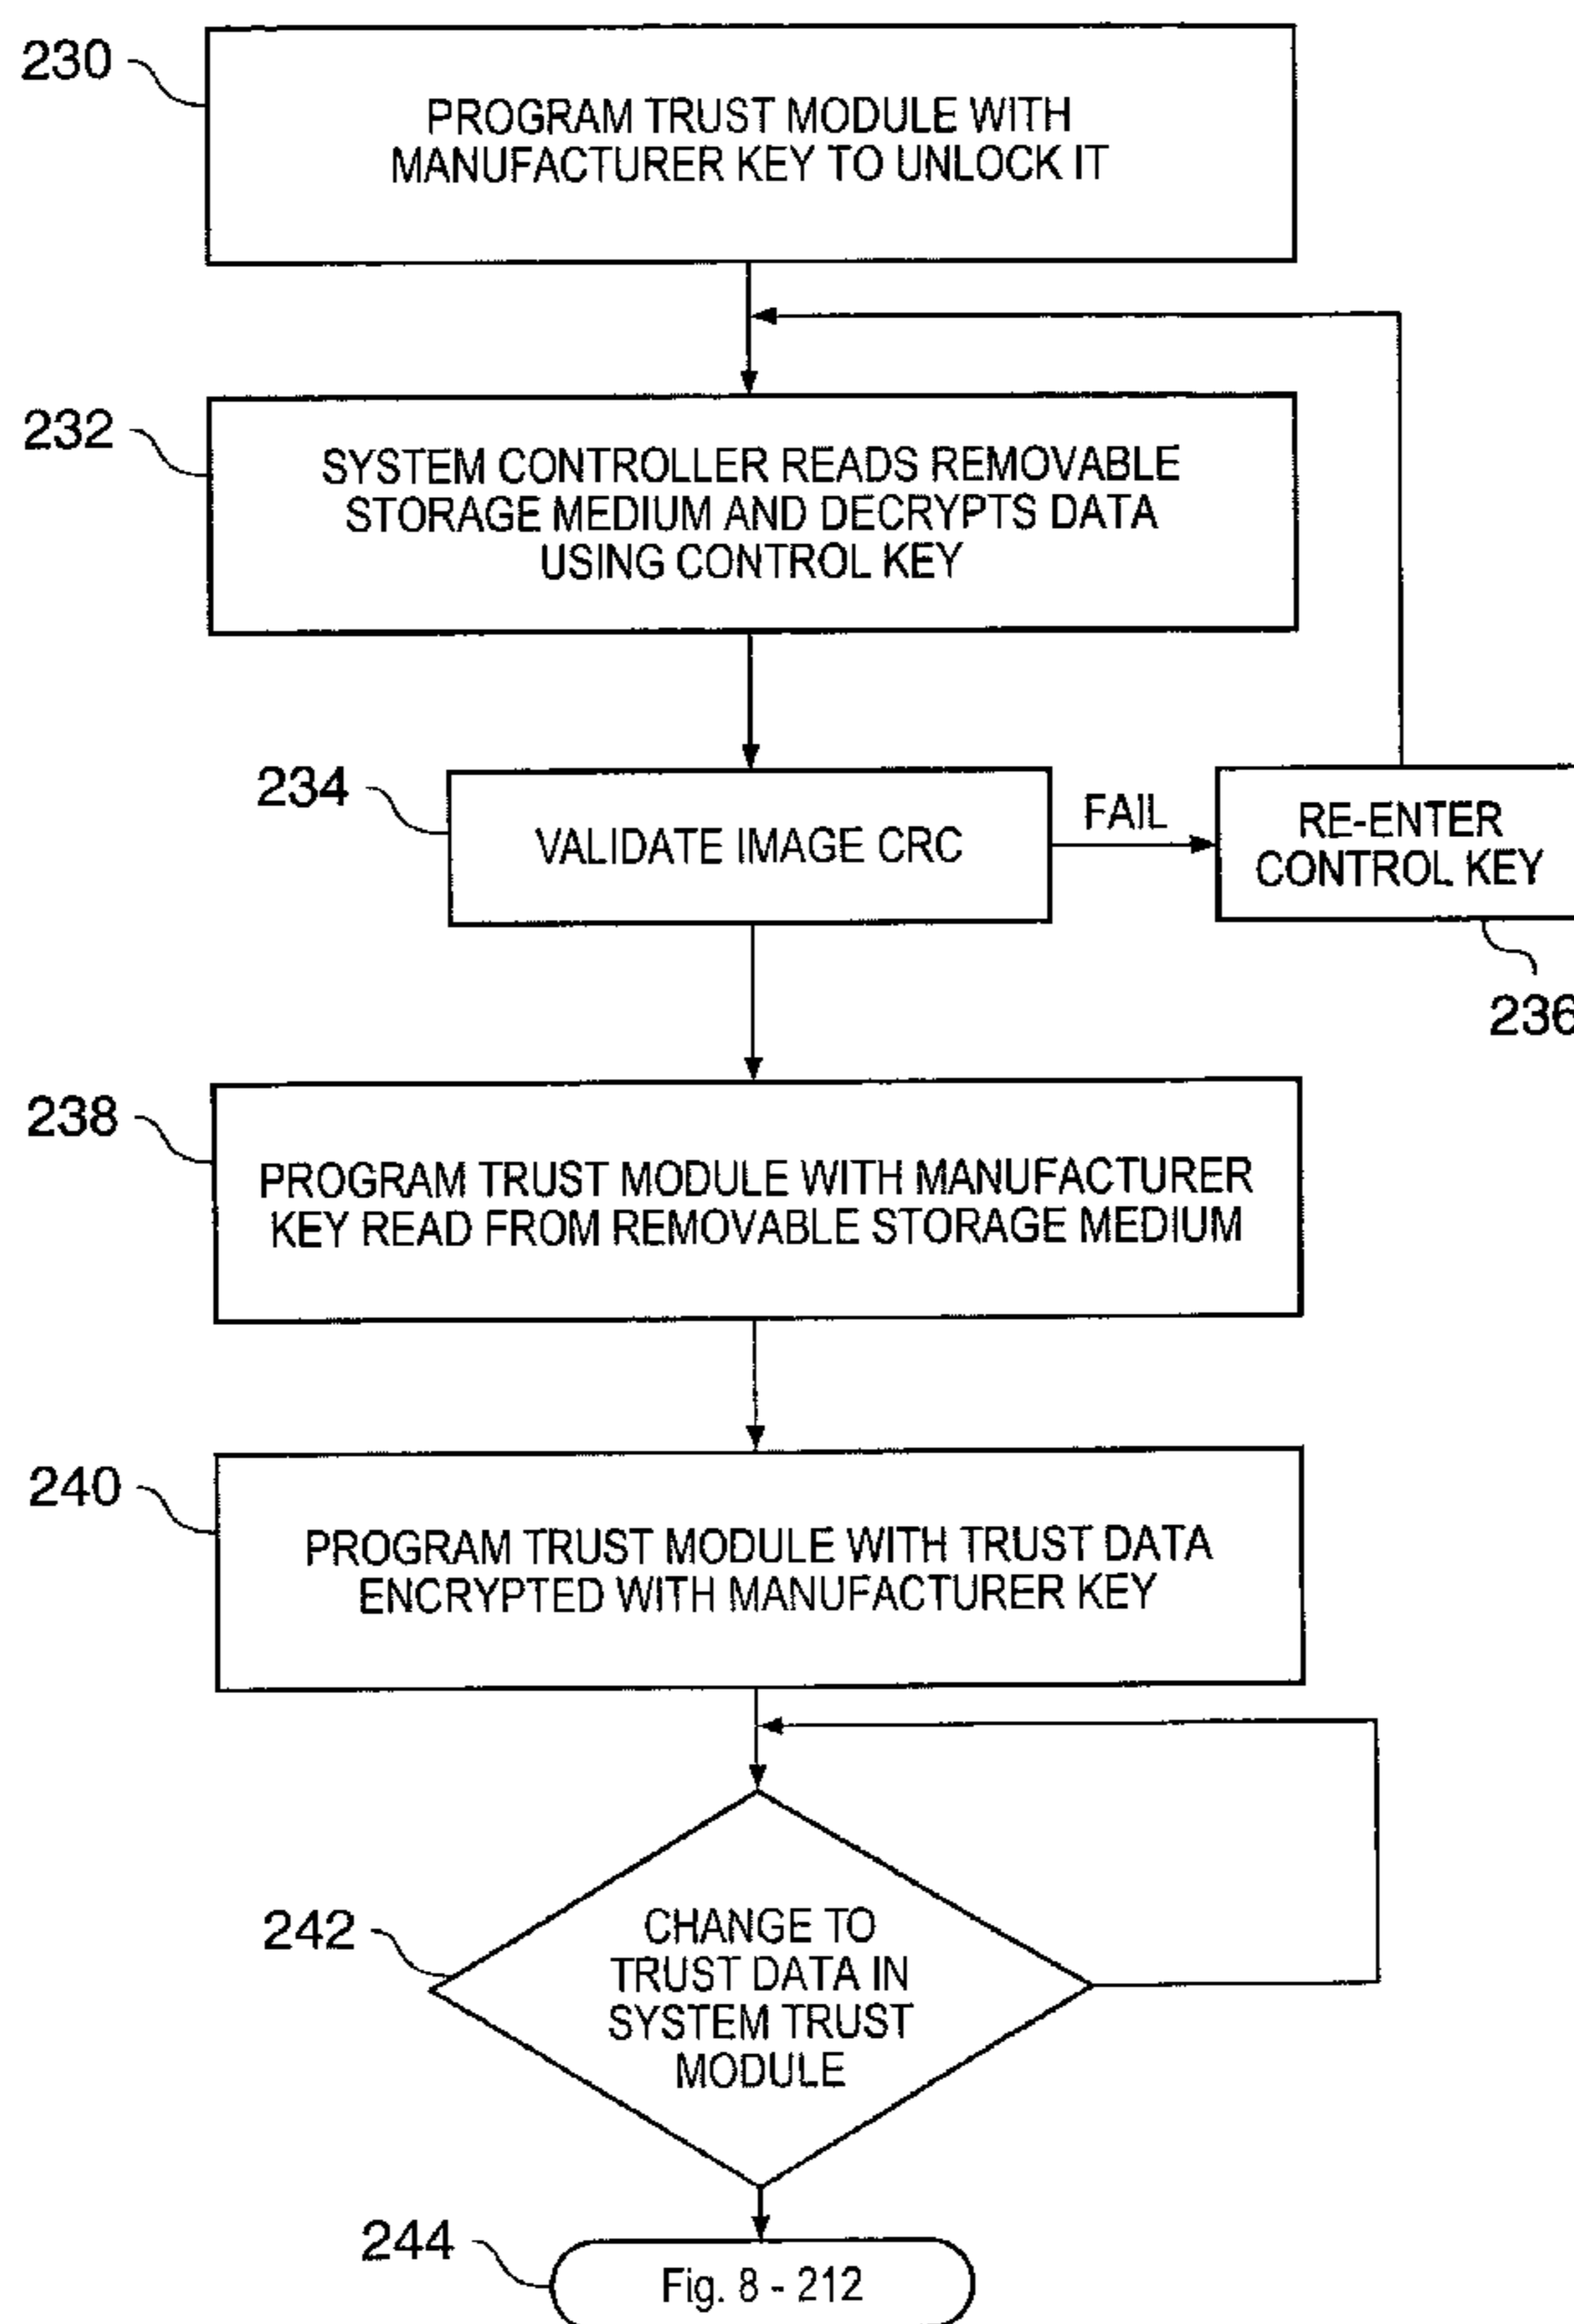 230
PROGRAM TRUST MODULE WITH
MANUFACTURER KEY TO UNLOCK IT
232
SYSTEM CONTROLLER READS REMOVABLE
STORAGE MEDIUM AND DECRYPTS DATA
USING CONTROL KEY
234
VALIDATE IMAGE CRC
FAIL
RE-ENTER
CONTROL KEY
236
238
PROGRAM TRUST MODULE WITH MANUFACTURER
KEY READ FROM REMOVABLE STORAGE MEDIUM
240
PROGRAM TRUST MODULE WITH TRUST DATA
ENCRYPTED WITH MANUFACTURER KEY
242
CHANGE TO
TRUST DATA IN
SYSTEM TRUST
MODULE
244
Fig. 8 - 212